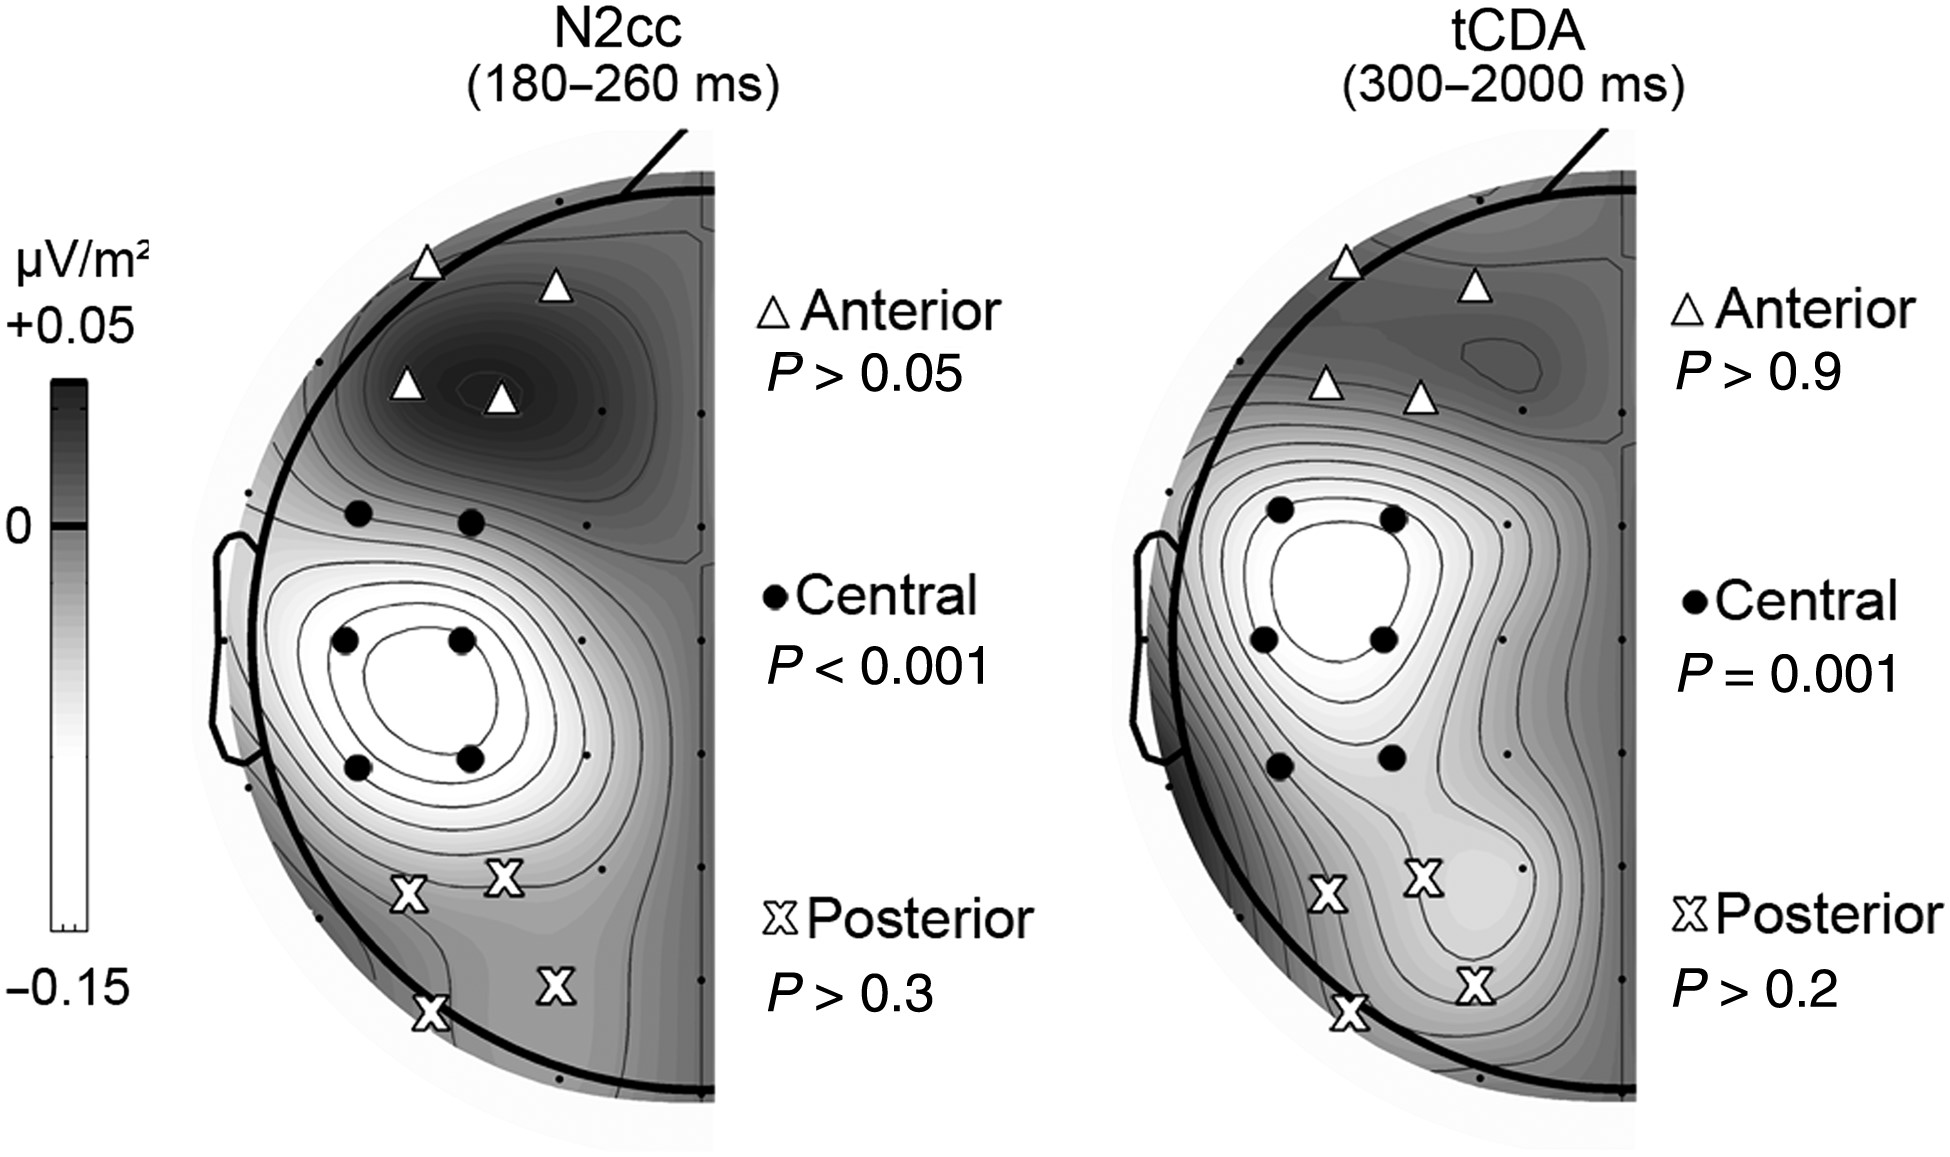 N2cc
(180–260 ms)
tCDA
(300–2000 ms)
µV/m²
+0.05
0
−0.15
Anterior
P > 0.05
Central
P < 0.001
Posterior
P > 0.3
Anterior
P > 0.9
Central
P = 0.001
Posterior
P > 0.2